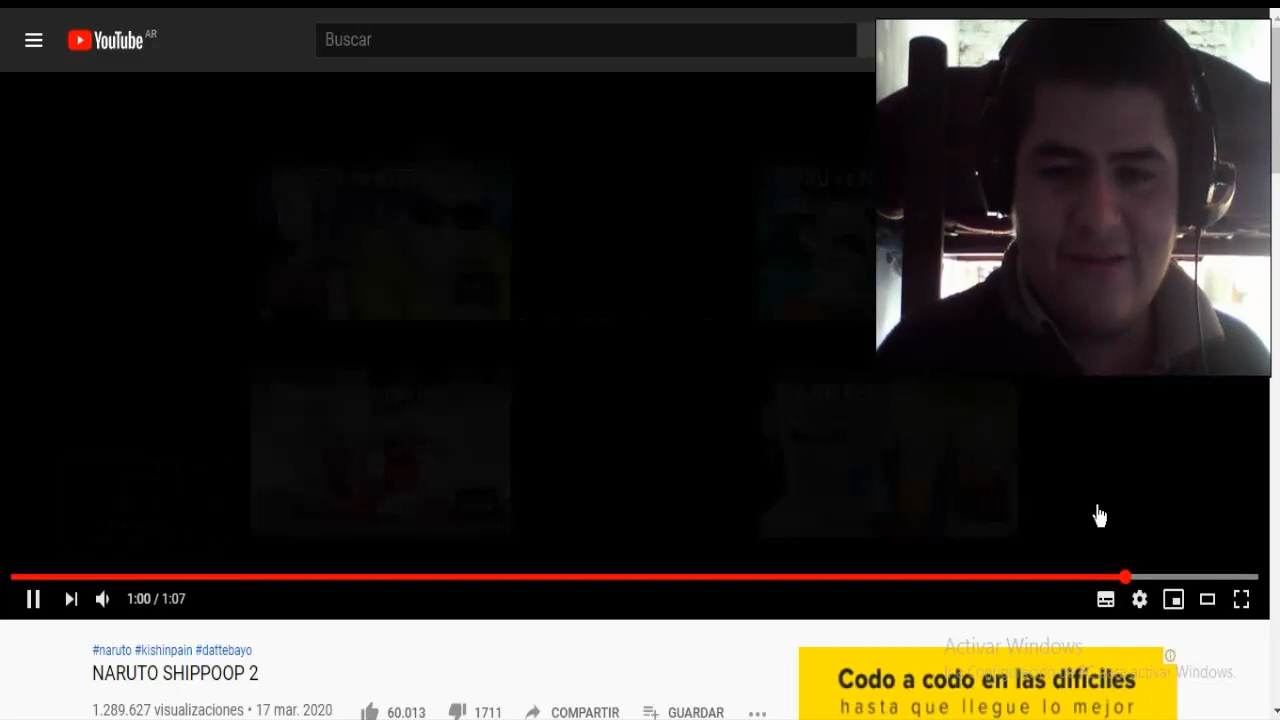 YouTube AR
Buscar
1:00 / 1:07
#naruto #kishinpain #dattebayo
NARUTO SHIPPOOP 2
1.289.627 visualizaciones • 17 mar. 2020
60.013
1711
COMPARTIR
GUARDAR
Activar Windows
Codo a codo en las difíciles
Windows.
hasta que llegue lo mejor